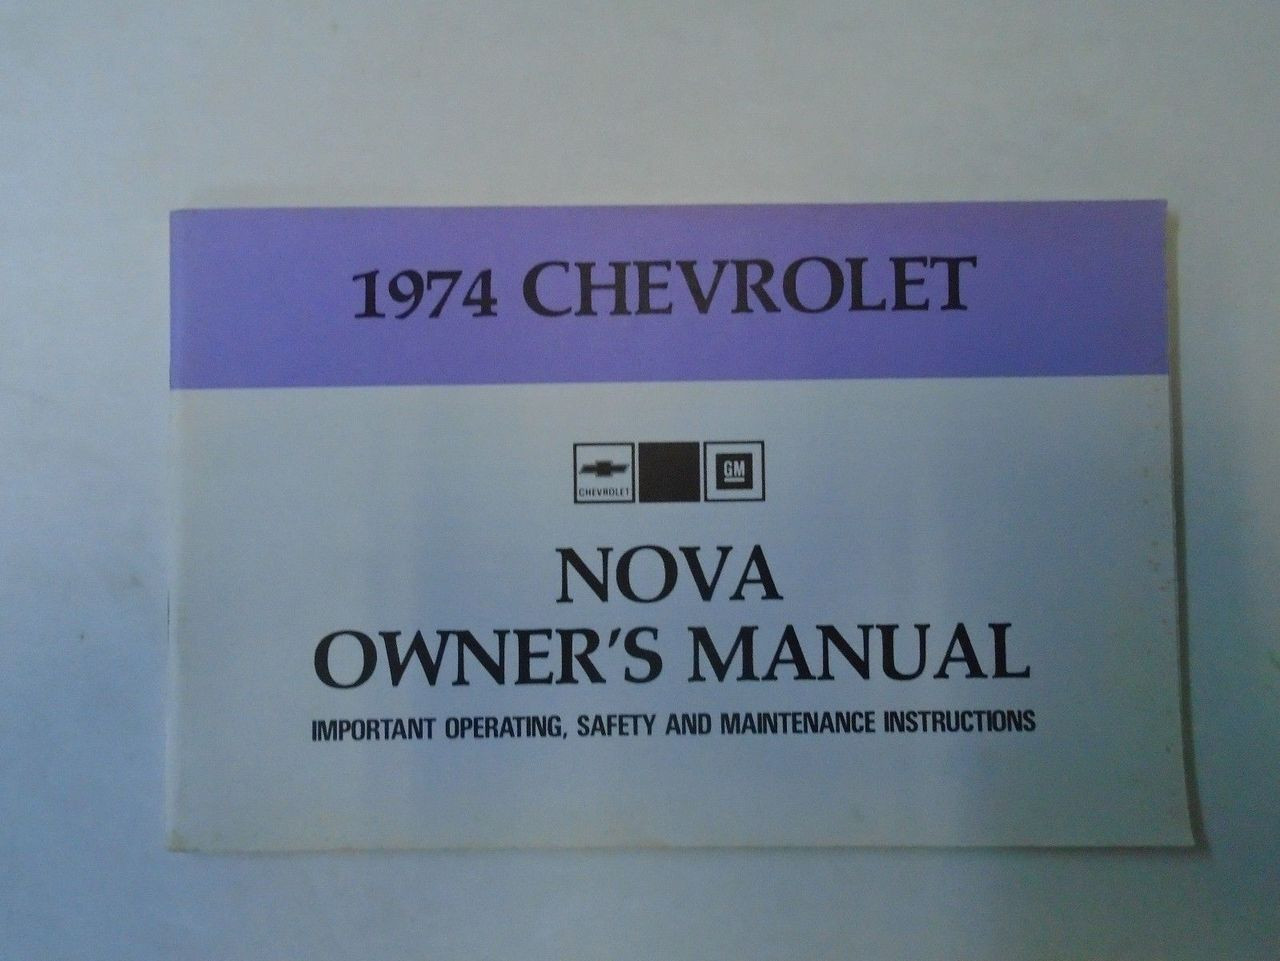 1974 CHEVROLET
CHEVROLET
GM
NOVA
OWNER'S MANUAL
IMPORTANT OPERATING, SAFETY AND MAINTENANCE INSTRUCTIONS